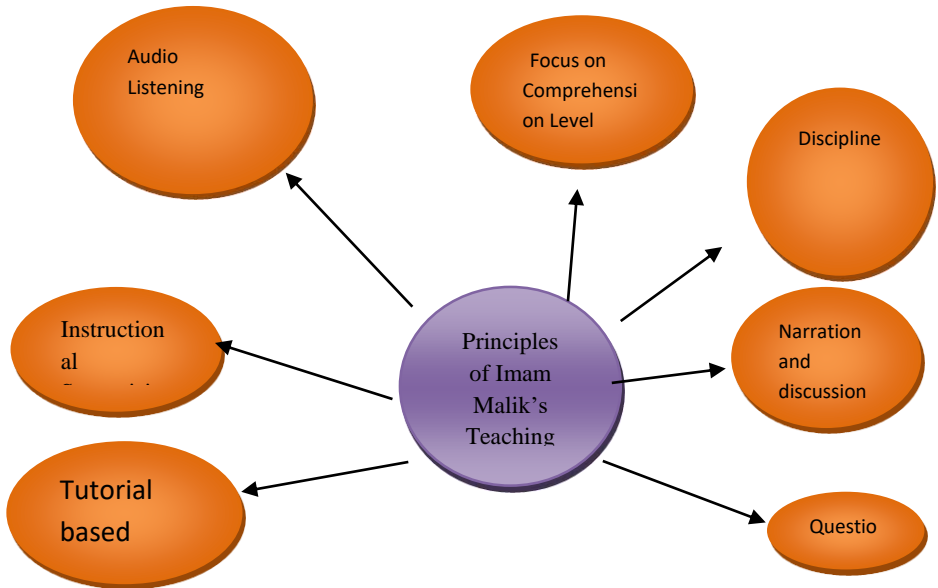 Audio
Listening
Focus on
Comprehensi
on Level
Discipline
Instruction
al
Principles
of Imam
Malik's
Teaching
Narration
and
discussion
Tutorial
based
Questio